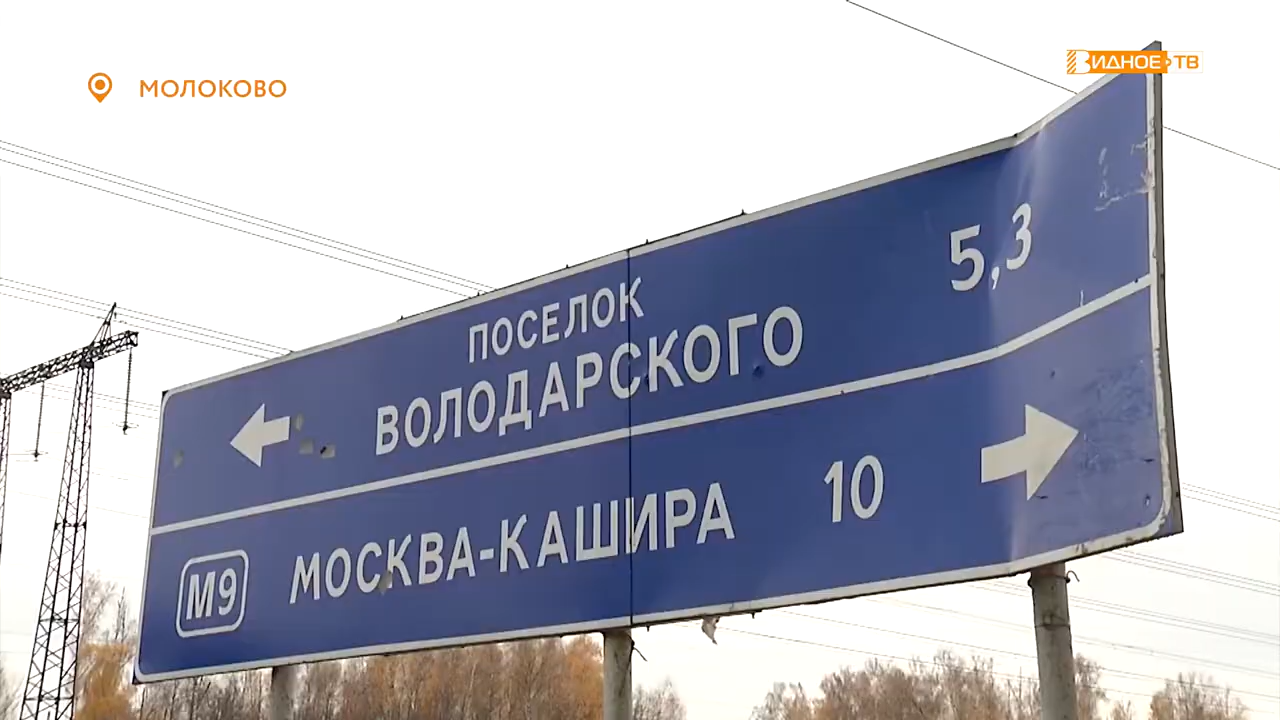 МОЛОКОВО
ВИДНОЕ ТВ
ПОСЕЛОК
ВОЛОДАРСКОГО 5,3
М9 МОСКВА-КАШИРА 10